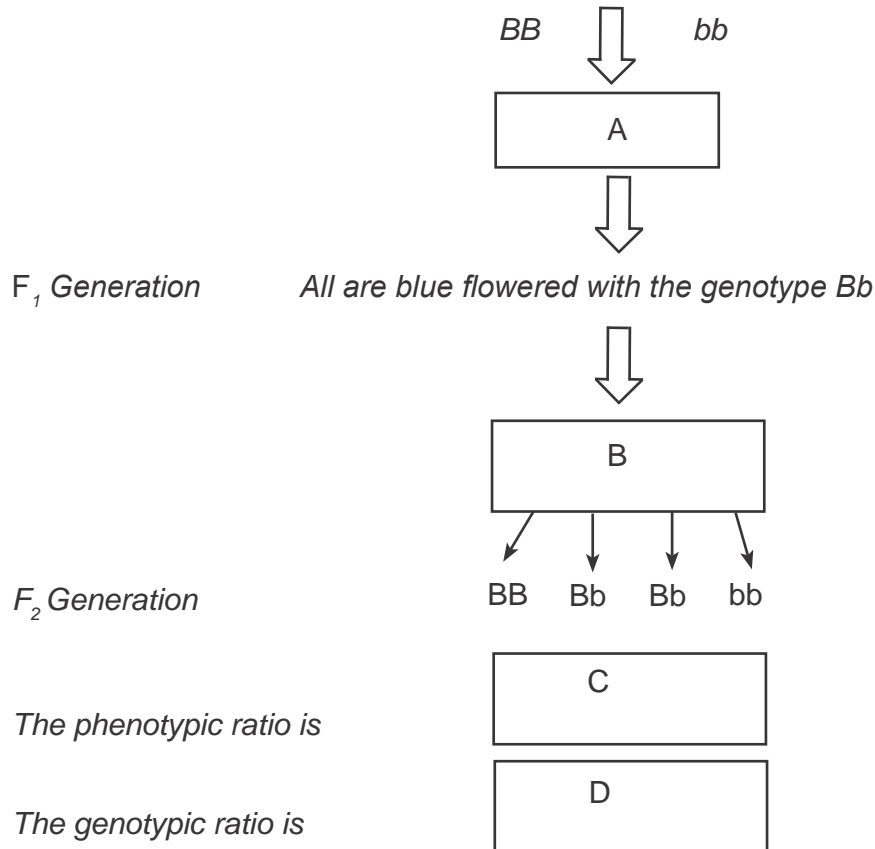 BB bb
A
F1 Generation All are blue flowered with the genotype Bb
B
F2 Generation BB Bb Bb bb
C
The phenotypic ratio is
D
The genotypic ratio is